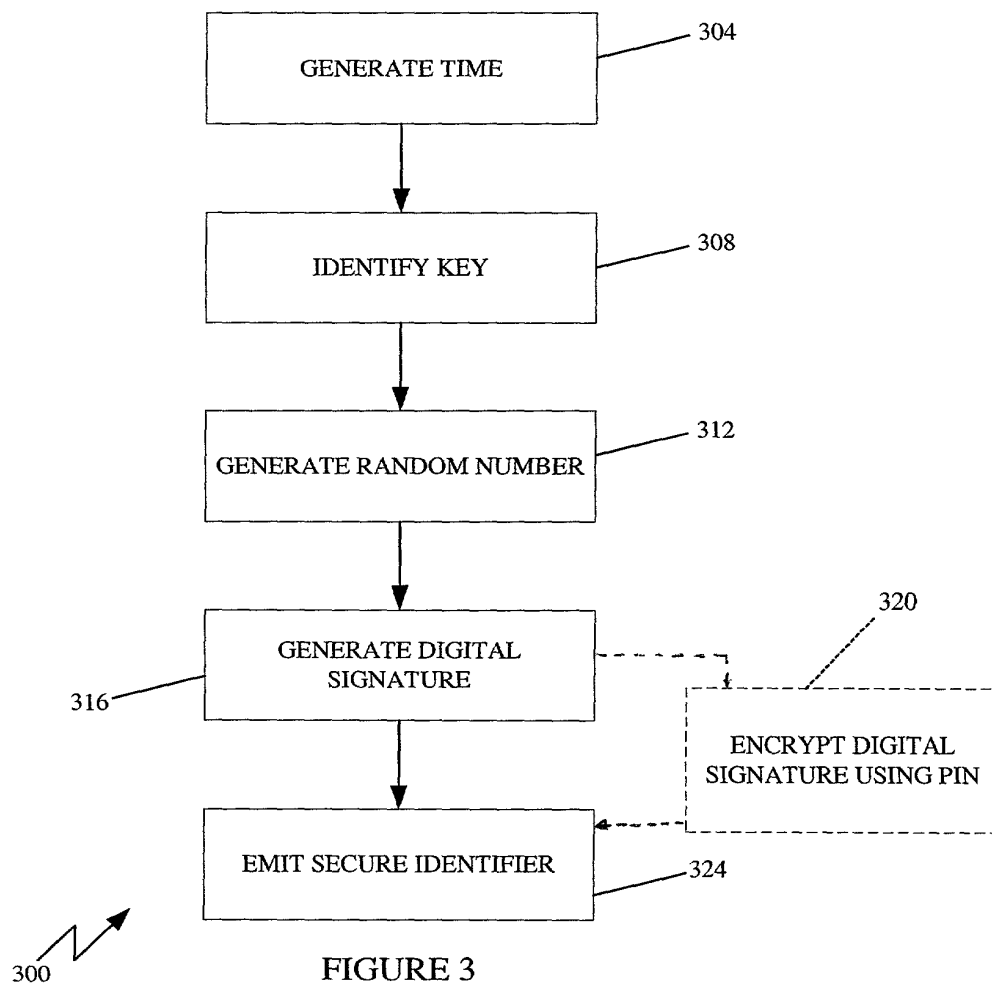 304
GENERATE TIME
308
IDENTIFY KEY
312
GENERATE RANDOM NUMBER
320
GENERATE DIGITAL
SIGNATURE
316
ENCRYPT DIGITAL
SIGNATURE USING PIN
EMIT SECURE IDENTIFIER
324
300
FIGURE 3